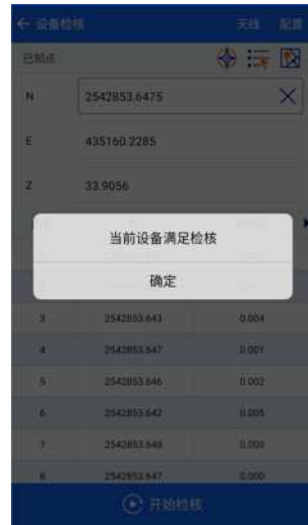 设备检核 天线 配置
已知点
N 2542853.6475
E 435160.2285
Z 33.9056
当前设备满足检核
确定
3 2542853.643 0.004
4 2542853.647 0.001
5 2542853.646 0.002
6 2542853.642 0.005
7 2542853.648 0.000
8 2542853.647 0.000
开始检核